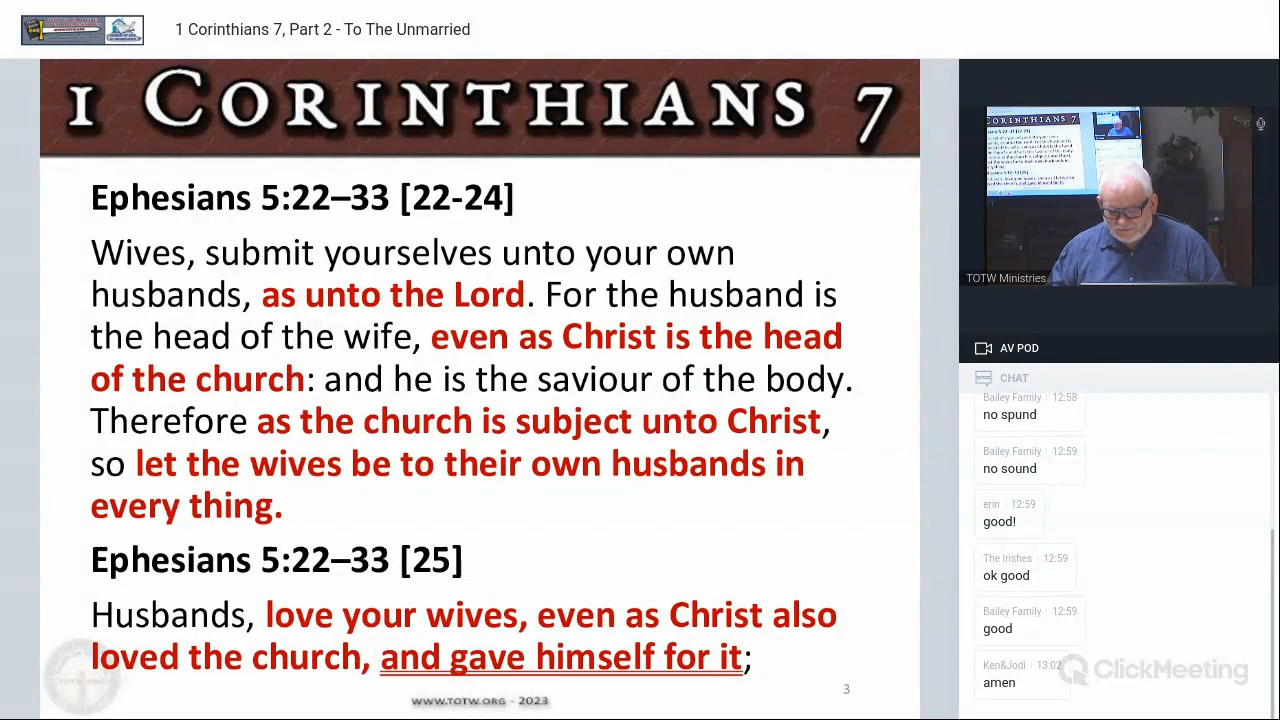 1 Corinthians 7, Part 2 - To The Unmarried
1 CORINTHIANS 7
Ephesians 5:22–33 [22-24]
Wives, submit yourselves unto your own
husbands, as unto the Lord. For the husband is
the head of the wife, even as Christ is the head
of the church: and he is the saviour of the body.
Therefore as the church is subject unto Christ,
so let the wives be to their own husbands in
every thing.
Ephesians 5:22–33 [25]
Husbands, love your wives, even as Christ also
loved the church, and gave himself for it;
WWW.TOTW.ORG - 2023
3
TOTW Ministries
AV POD
CHAT
Bailey Family 12:58
no spund
Bailey Family 12:59
no sound
erin 12:59
good!
The Irishes 12:59
ok good
Bailey Family 12:59
good
Ken&Jodi 13:02
amen
ClickMeeting